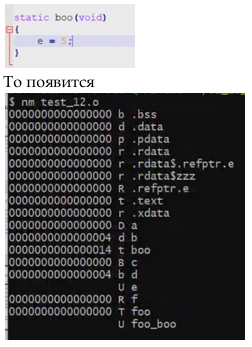 static boo(void)
{
e = 5;
}
То появится
$ nm test_12.o
0000000000000000 b .bss
0000000000000000 d .data
0000000000000000 p .pdata
0000000000000000 r .rdata
0000000000000000 r .rdata$.refptr.e
0000000000000000 r .rdata$zzz
0000000000000000 R .refptr.e
0000000000000000 t .text
0000000000000000 r .xdata
0000000000000000 D a
0000000000000004 d b
0000000000000014 t boo
0000000000000000 B c
0000000000000004 b d
U e
0000000000000000 R f
0000000000000000 T foo
U foo_boo